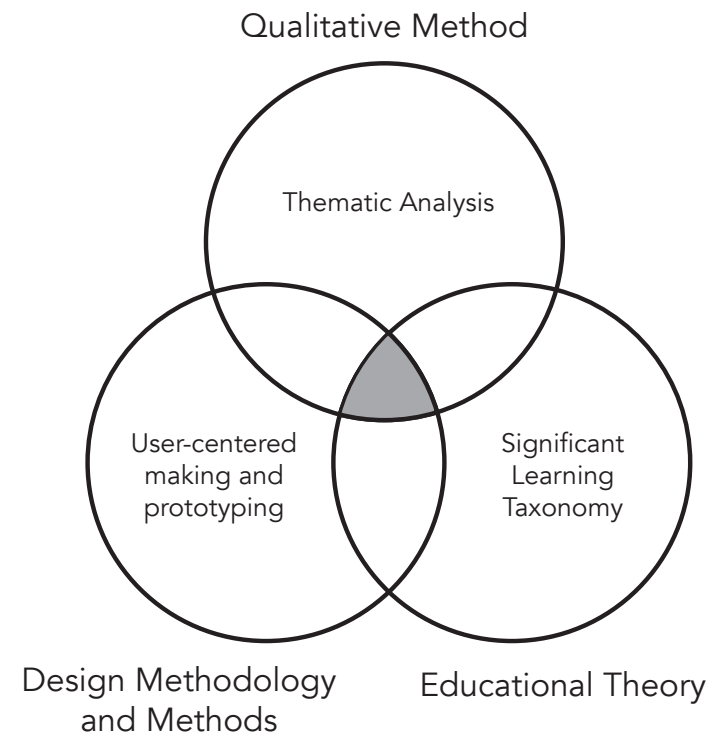 Qualitative Method
Thematic Analysis
User-centered
making and
prototyping
Significant
Learning
Taxonomy
Design Methodology
and Methods
Educational Theory